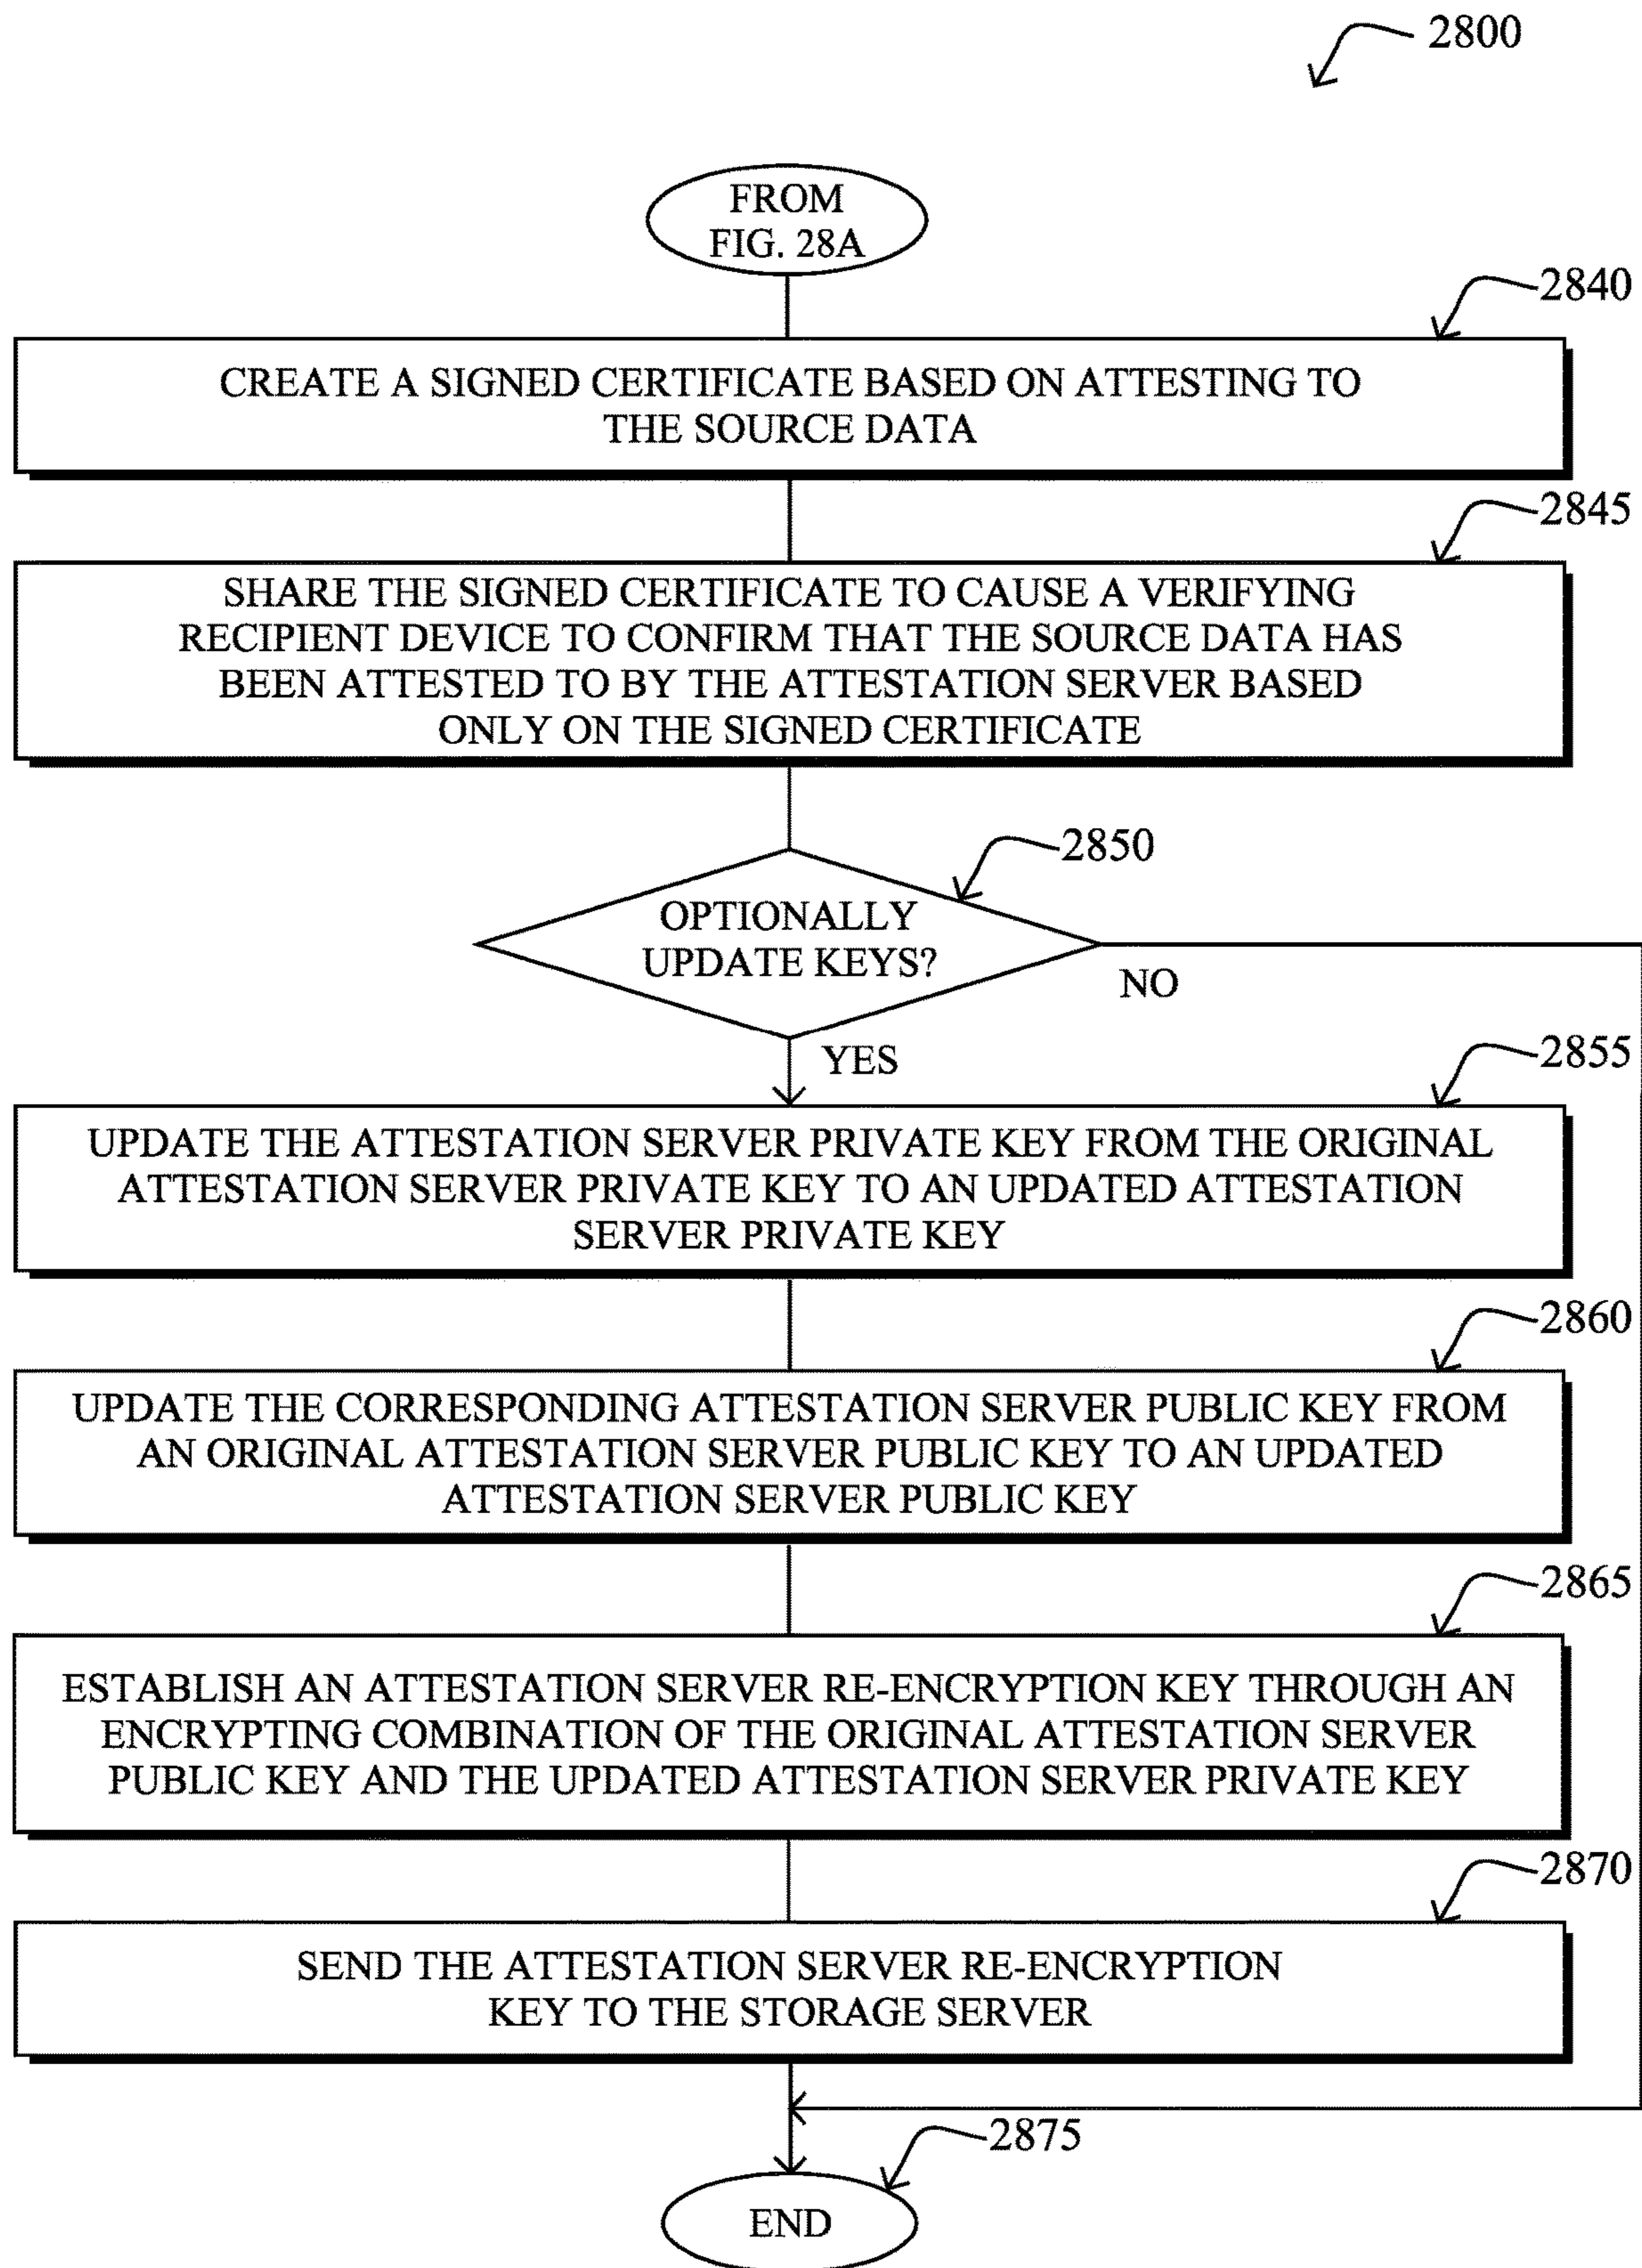 2800
FROM
FIG. 28A
2840
CREATE A SIGNED CERTIFICATE BASED ON ATTESTING TO
THE SOURCE DATA
2845
SHARE THE SIGNED CERTIFICATE TO CAUSE A VERIFYING
RECIPIENT DEVICE TO CONFIRM THAT THE SOURCE DATA HAS
BEEN ATTESTED TO BY THE ATTESTATION SERVER BASED
ONLY ON THE SIGNED CERTIFICATE
2850
OPTIONALLY
UPDATE KEYS?
NO
YES
2855
UPDATE THE ATTESTATION SERVER PRIVATE KEY FROM THE ORIGINAL
ATTESTATION SERVER PRIVATE KEY TO AN UPDATED ATTESTATION
SERVER PRIVATE KEY
2860
UPDATE THE CORRESPONDING ATTESTATION SERVER PUBLIC KEY FROM
AN ORIGINAL ATTESTATION SERVER PUBLIC KEY TO AN UPDATED
ATTESTATION SERVER PUBLIC KEY
2865
ESTABLISH AN ATTESTATION SERVER RE-ENCRYPTION KEY THROUGH AN
ENCRYPTING COMBINATION OF THE ORIGINAL ATTESTATION SERVER
PUBLIC KEY AND THE UPDATED ATTESTATION SERVER PRIVATE KEY
2870
SEND THE ATTESTATION SERVER RE-ENCRYPTION
KEY TO THE STORAGE SERVER
2875
END